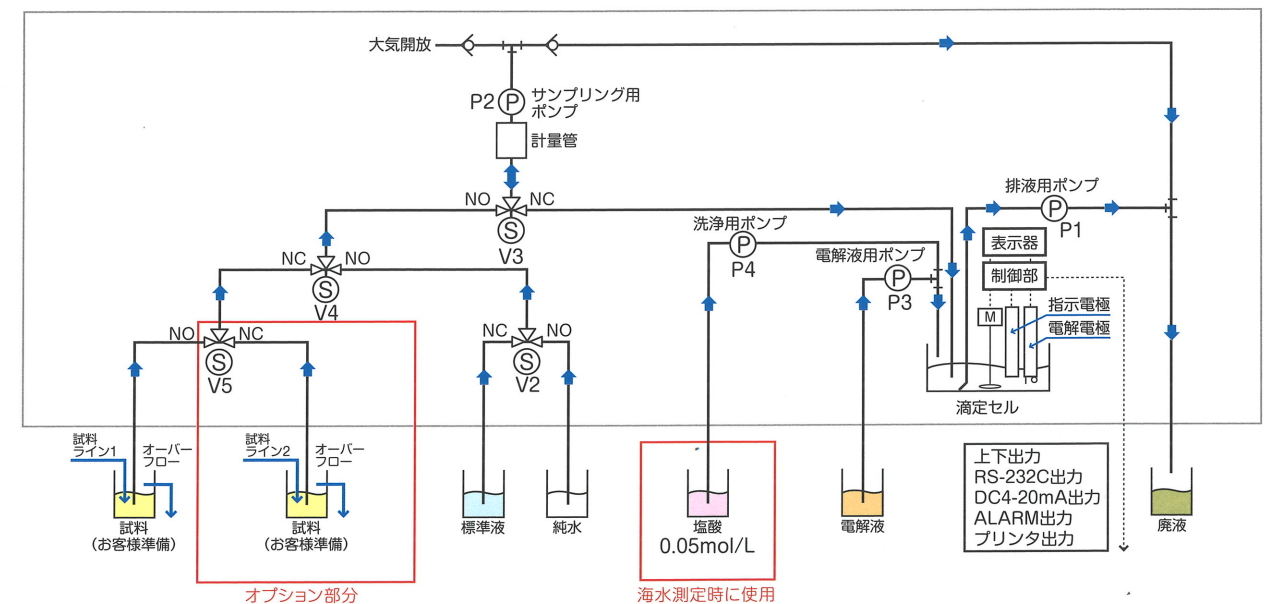 大気開放
P2
P
サンプリング用
ポンプ
計量管
NO
NC
S
V3
排液用ポンプ
P
P1
洗浄用ポンプ
P
P4
電解液用ポンプ
P
P3
表示器
制御部
M
指示電極
電解電極
滴定セル
NC
NO
S
V4
NO
NC
S
V5
NC
NO
S
V2
試料
ライン1
オーバー
フロー
試料
(お客様準備)
試料
ライン2
オーバー
フロー
試料
(お客様準備)
オプション部分
標準液
純水
塩酸
0.05mol/L
海水測定時に使用
電解液
上下出力
RS-232C出力
DC4-20mA出力
ALARM出力
プリンタ出力
廃液